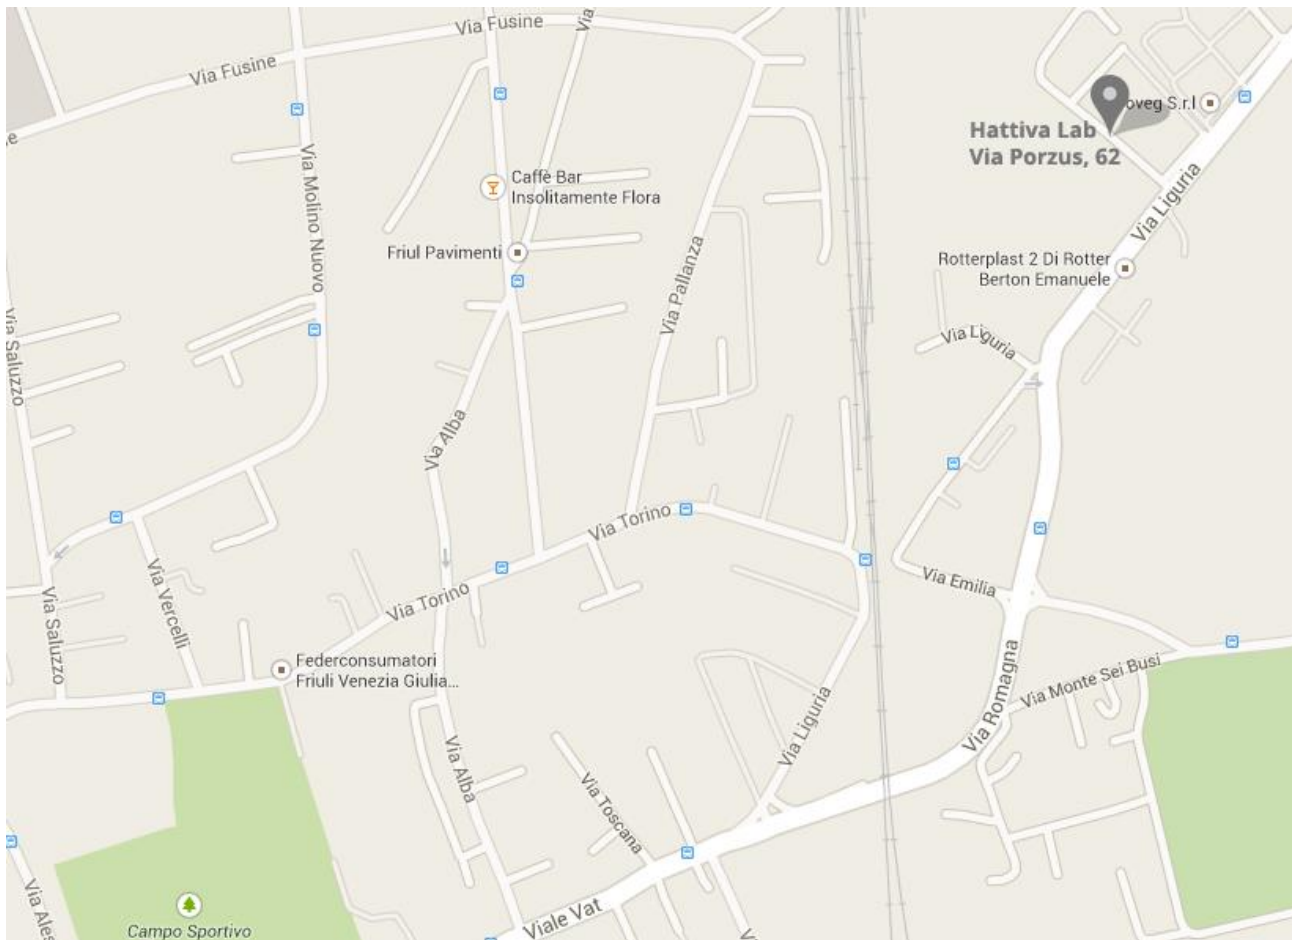 Via Fusine
Via
Via Fusine
oveg S.r.l
Hattiva Lab
Via Porzus, 62
Via Molino Nuovo
Caffè Bar
Insolitamente Flora
Via Liguria
Friul Pavimenti
Via Pallanza
Rotterplast 2 Di Rotter
Berton Emanuele
Via Saluzzo
Via Liguria
Via Alba
Via Torino
Via Emilia
Via Vercelli
Via Torino
Via Saluzzo
Federconsumatori
Friuli Venezia Giulia...
Via Monte Sei Busi
Via Romagna
Via Liguria
Via Alba
Via Toscana
Via Ales
Viale Vat
Campo Sportivo